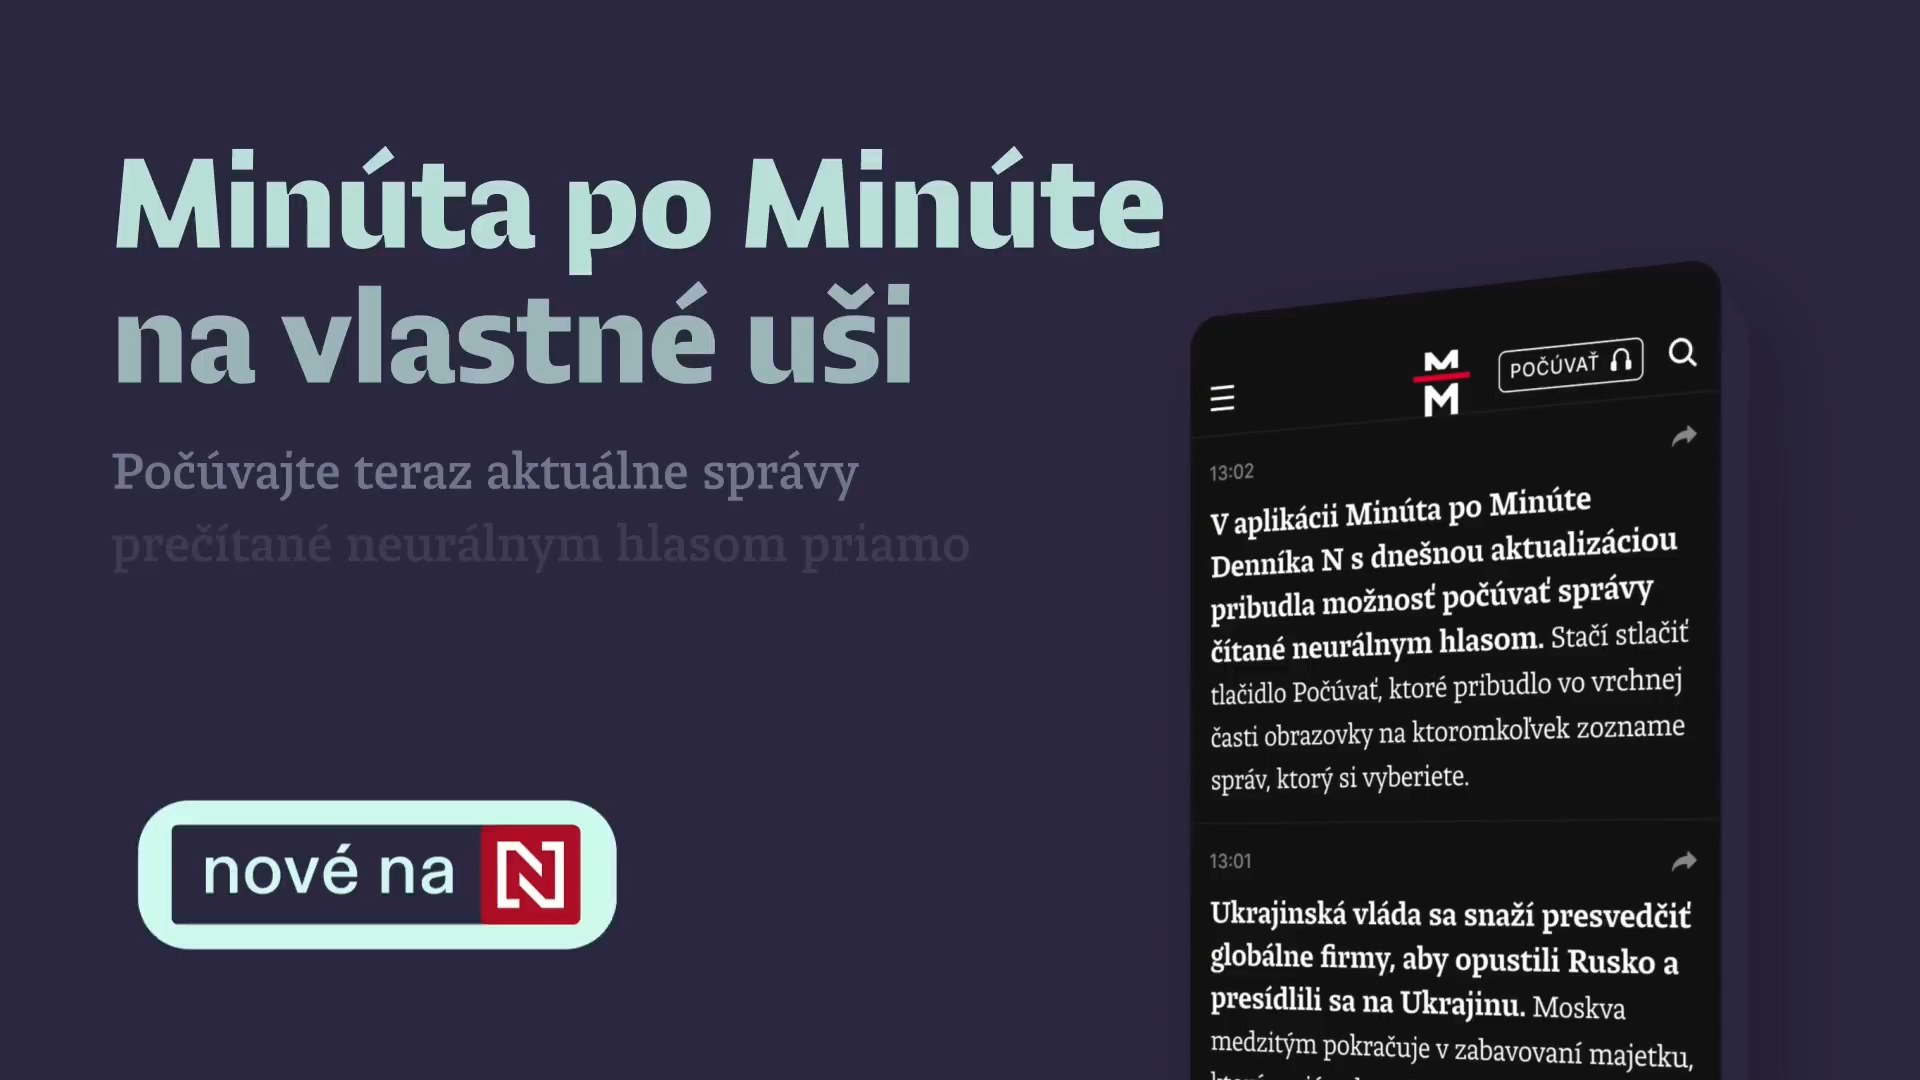 Minúta po Minúte
na vlastné uši
Počúvajte teraz aktuálne správy
prečítané neurálnym hlasom priamo
nové na N
M
M
POČÚVAŤ
13:02
V aplikácii Minúta po Minúte
Denníka N s dnešnou aktualizáciou
pribudla možnosť počúvať správy
čítané neurálnym hlasom. Stačí stlačiť
tlačidlo Počúvať, ktoré pribudlo vo vrchnej
časti obrazovky na ktoromkoľvek zozname
správ, ktorý si vyberiete.
13:01
Ukrajinská vláda sa snaží presvedčiť
globálne firmy, aby opustili Rusko a
presídlili sa na Ukrajinu. Moskva
medzitým pokračuje v zabavovaní majetku,